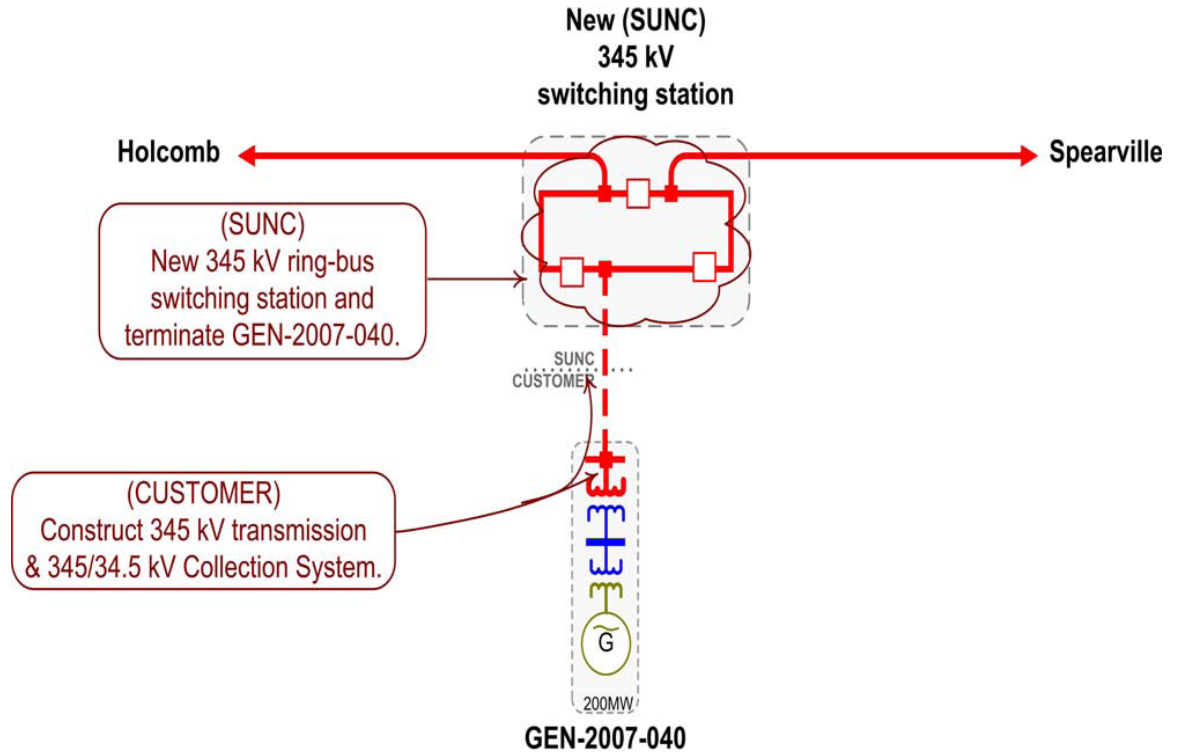 New (SUNC)
345 kV
switching station
Holcomb
Spearville
(SUNC)
New 345 kV ring-bus
switching station and
terminate GEN-2007-040.
SUNC
CUSTOMER
(CUSTOMER)
Construct 345 kV transmission
& 345/34.5 kV Collection System.
G
200MW
GEN-2007-040